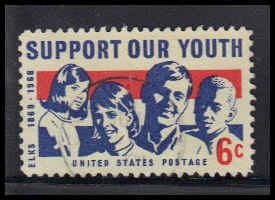 SUPPORT OUR YOUTH
ELKS 1868-1968
6c
UNITED STATES POSTAGE